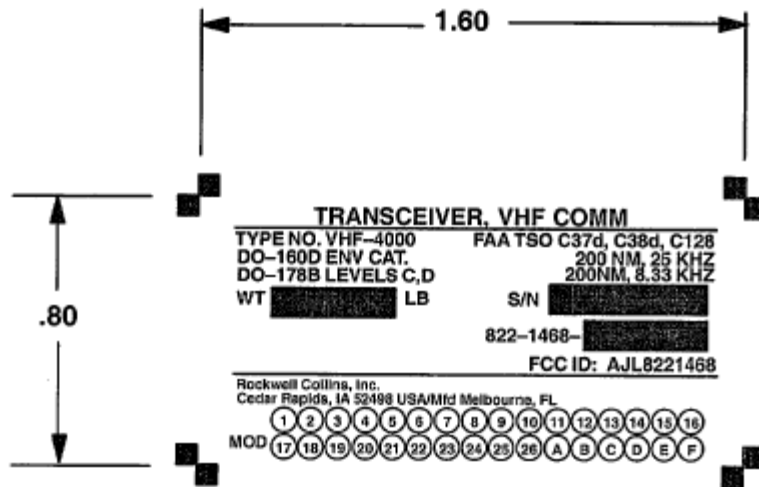 1.60
.80
TRANSCEIVER, VHF COMM
TYPE NO. VHF–4000 FAA TSO C37d, C38d, C128
DO–160D ENV CAT. 200 NM, 25 KHZ
DO–178B LEVELS C,D 200NM, 8.33 KHZ
WT LB S/N
822–1468–
FCC ID: AJL8221468
Rockwell Collins, Inc.
Cedar Rapids, IA 52498 USA/Mfd Melbourne, FL
1 2 3 4 5 6 7 8 9 10 11 12 13 14 15 16
MOD 17 18 19 20 21 22 23 24 25 26 A B C D E F